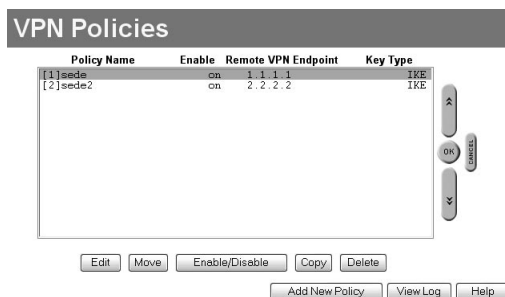 VPN Policies
Policy Name Enable Remote VPN Endpoint Key Type
[1]sede on 1.1.1.1 IKE
[2]sede2 on 2.2.2.2 IKE
OK
CANCEL
Edit Move Enable/Disable Copy Delete
Add New Policy View Log Help